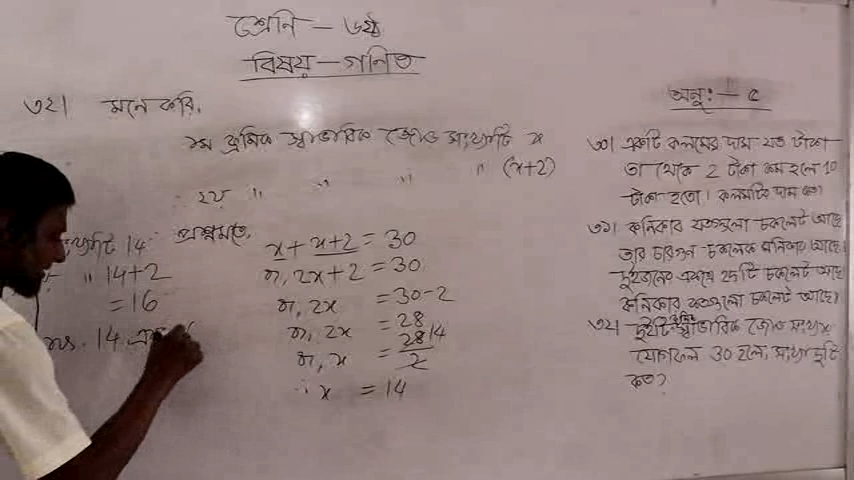 শ্রেনি – ৬ষ্ঠ
বিষয় – গনিত
৩২। মনে করি,
১ম ক্রমিক স্বাভাবিক জোড় সংখ্যাটি x
২য় " " " " (x+2)
প্রশ্নমতে,
x + x+2 = 30
বা, 2x+2 = 30
বা, 2x = 30-2
বা, 2x = 28
বা, x = 28 14
2
∴ x = 14
14
" 14+2
= 16
Ans. 14
অনু: – ৫
৩০। একটি কলমের দাম যত টাকা
তা থেকে 2 টাকা কম হলে 10
টাকা হতো। কলমটির দাম কত।
৩১। কনিকার যতগুলো চকলেট আছে
তার চারগুন চকলেট মনিকার আছে।
দুইজনের একত্রে 25টি চকলেট আছে
কনিকার কতগুলো চকলেট আছে।
৩২। দুইটি ক্রমিক স্বাভাবিক জোড় সংখ্যার
যোগফল 30 হলে, সংখ্যা দুটি
কত?